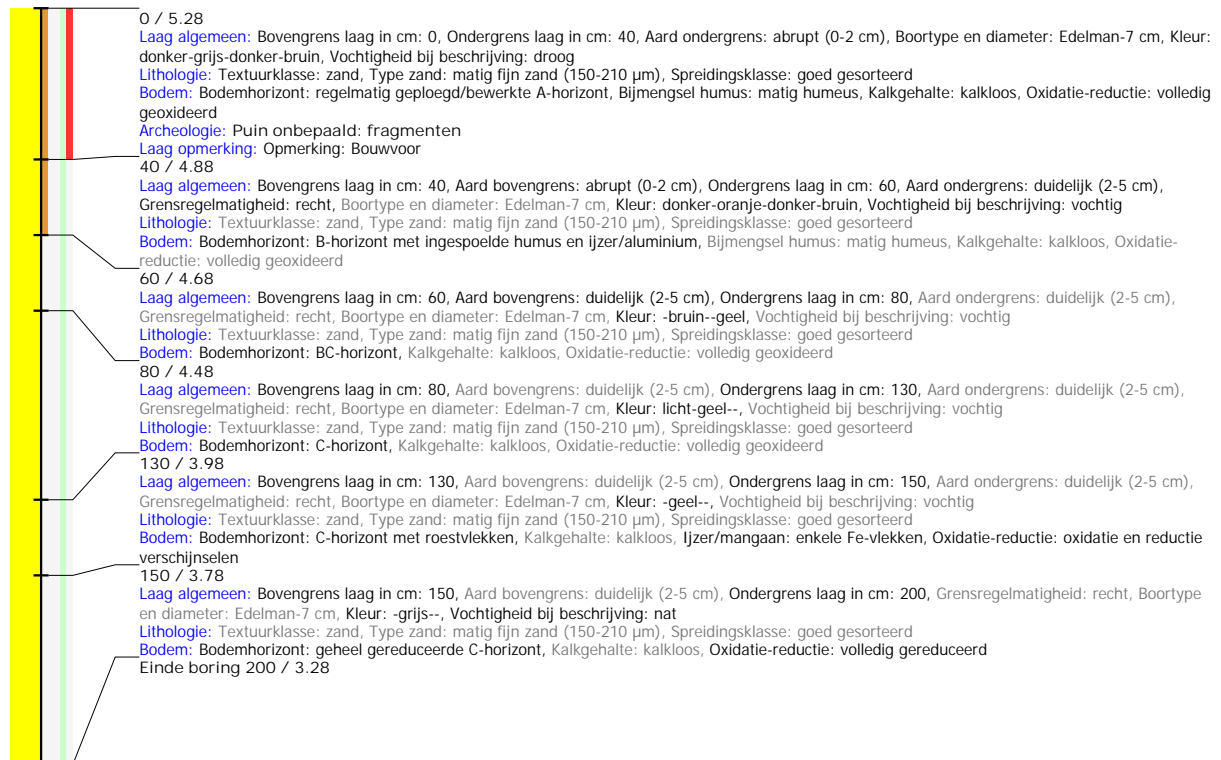 0 / 5.28
Laag algemeen: Bovengrens laag in cm: 0, Ondergrens laag in cm: 40, Aard ondergrens: abrupt (0-2 cm), Boortype en diameter: Edelman-7 cm, Kleur:
donker-grijs-donker-bruin, Vochtigheid bij beschrijving: droog
Lithologie: Textuurklasse: zand, Type zand: matig fijn zand (150-210 µm), Spreidingsklasse: goed gesorteerd
Bodem: Bodemhorizont: regelmatig geploegd/bewerkte A-horizont, Bijmengsel humus: matig humeus, Kalkgehalte: kalkloos, Oxidatie-reductie: volledig
geoxideerd
Archeologie: Puin onbepaald: fragmenten
Laag opmerking: Opmerking: Bouwvoor
40 / 4.88
Laag algemeen: Bovengrens laag in cm: 40, Aard bovengrens: abrupt (0-2 cm), Ondergrens laag in cm: 60, Aard ondergrens: duidelijk (2-5 cm),
Grensregelmatigheid: recht, Boortype en diameter: Edelman-7 cm, Kleur: donker-oranje-donker-bruin, Vochtigheid bij beschrijving: vochtig
Lithologie: Textuurklasse: zand, Type zand: matig fijn zand (150-210 µm), Spreidingsklasse: goed gesorteerd
Bodem: Bodemhorizont: B-horizont met ingespoelde humus en ijzer/aluminium, Bijmengsel humus: matig humeus, Kalkgehalte: kalkloos, Oxidatie-
reductie: volledig geoxideerd
60 / 4.68
Laag algemeen: Bovengrens laag in cm: 60, Aard bovengrens: duidelijk (2-5 cm), Ondergrens laag in cm: 80, Aard ondergrens: duidelijk (2-5 cm),
Grensregelmatigheid: recht, Boortype en diameter: Edelman-7 cm, Kleur: -bruin--geel, Vochtigheid bij beschrijving: vochtig
Lithologie: Textuurklasse: zand, Type zand: matig fijn zand (150-210 µm), Spreidingsklasse: goed gesorteerd
Bodem: Bodemhorizont: BC-horizont, Kalkgehalte: kalkloos, Oxidatie-reductie: volledig geoxideerd
80 / 4.48
Laag algemeen: Bovengrens laag in cm: 80, Aard bovengrens: duidelijk (2-5 cm), Ondergrens laag in cm: 130, Aard ondergrens: duidelijk (2-5 cm),
Grensregelmatigheid: recht, Boortype en diameter: Edelman-7 cm, Kleur: licht-geel--, Vochtigheid bij beschrijving: vochtig
Lithologie: Textuurklasse: zand, Type zand: matig fijn zand (150-210 µm), Spreidingsklasse: goed gesorteerd
Bodem: Bodemhorizont: C-horizont, Kalkgehalte: kalkloos, Oxidatie-reductie: volledig geoxideerd
130 / 3.98
Laag algemeen: Bovengrens laag in cm: 130, Aard bovengrens: duidelijk (2-5 cm), Ondergrens laag in cm: 150, Aard ondergrens: duidelijk (2-5 cm),
Grensregelmatigheid: recht, Boortype en diameter: Edelman-7 cm, Kleur: -geel--, Vochtigheid bij beschrijving: vochtig
Lithologie: Textuurklasse: zand, Type zand: matig fijn zand (150-210 µm), Spreidingsklasse: goed gesorteerd
Bodem: Bodemhorizont: C-horizont met roestvlekken, Kalkgehalte: kalkloos, Ijzer/mangaan: enkele Fe-vlekken, Oxidatie-reductie: oxidatie en reductie
verschijnselen
150 / 3.78
Laag algemeen: Bovengrens laag in cm: 150, Aard bovengrens: duidelijk (2-5 cm), Ondergrens laag in cm: 200, Grensregelmatigheid: recht, Boortype
en diameter: Edelman-7 cm, Kleur: -grijs--, Vochtigheid bij beschrijving: nat
Lithologie: Textuurklasse: zand, Type zand: matig fijn zand (150-210 µm), Spreidingsklasse: goed gesorteerd
Bodem: Bodemhorizont: geheel gereduceerde C-horizont, Kalkgehalte: kalkloos, Oxidatie-reductie: volledig gereduceerd
Einde boring 200 / 3.28